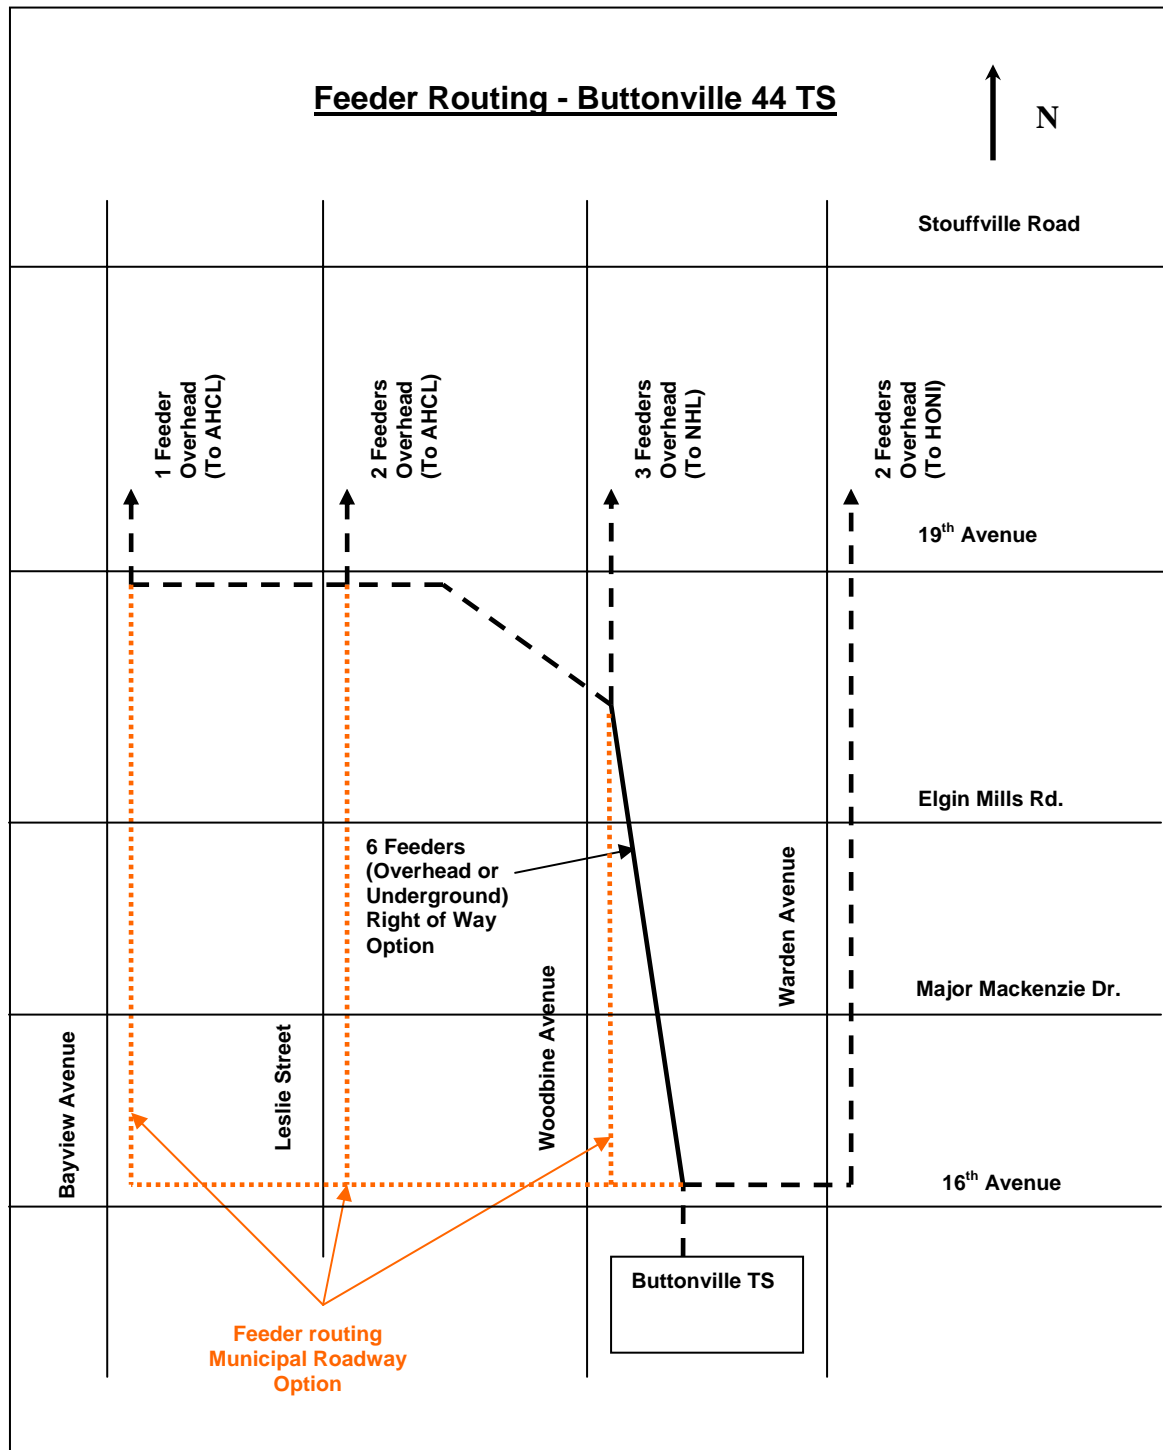 Feeder Routing - Buttonville 44 TS
N
Stouffville Road
1 Feeder
Overhead
(To AHCL)
2 Feeders
Overhead
(To AHCL)
3 Feeders
Overhead
(To NHL)
2 Feeders
Overhead
(To HONI)
19th Avenue
Elgin Mills Rd.
6 Feeders
(Overhead or
Underground)
Right of Way
Option
Warden Avenue
Major Mackenzie Dr.
Bayview Avenue
Leslie Street
Woodbine Avenue
16th Avenue
Buttonville TS
Feeder routing
Municipal Roadway
Option